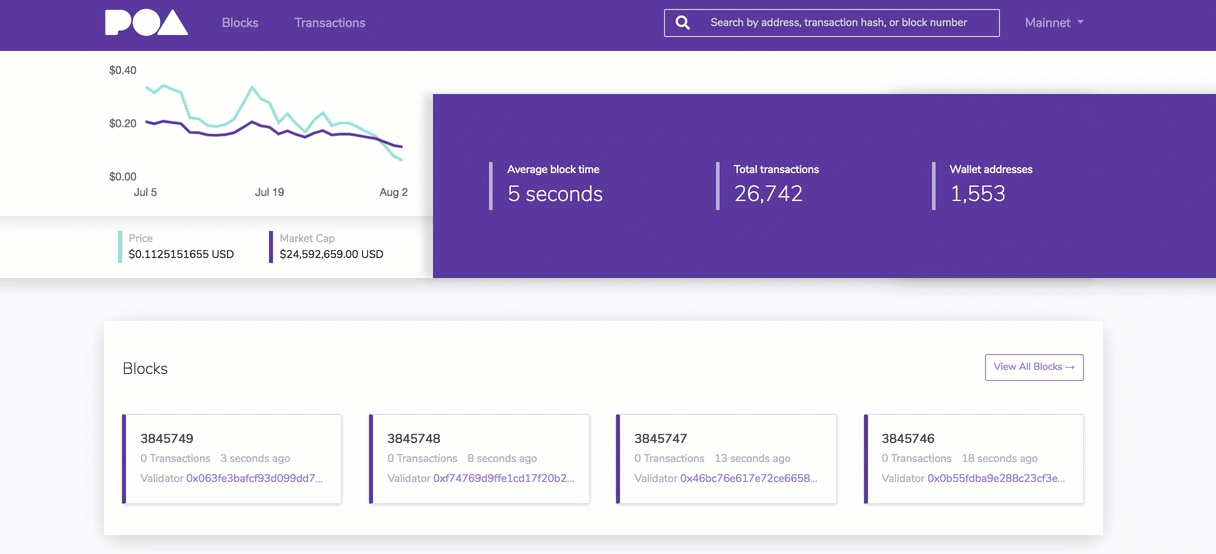 POA Blocks Transactions Search by address, transaction hash, or block number Mainnet
$0.40
$0.20
$0.00
Jul 5 Jul 19 Aug 2
Price Market Cap
$0.1125151655 USD $24,592,659.00 USD
Average block time Total transactions Wallet addresses
5 seconds 26,742 1,553
Blocks View All Blocks →
3845749 3845748 3845747 3845746
0 Transactions 3 seconds ago 0 Transactions 8 seconds ago 0 Transactions 13 seconds ago 0 Transactions 18 seconds ago
Validator 0x063fe3bafcf93d099dd7... Validator 0xf74769d9ffe1cd17f20b2... Validator 0x46bc76e617e72ce6658... Validator 0x0b55fdba9e288c23cf3e...